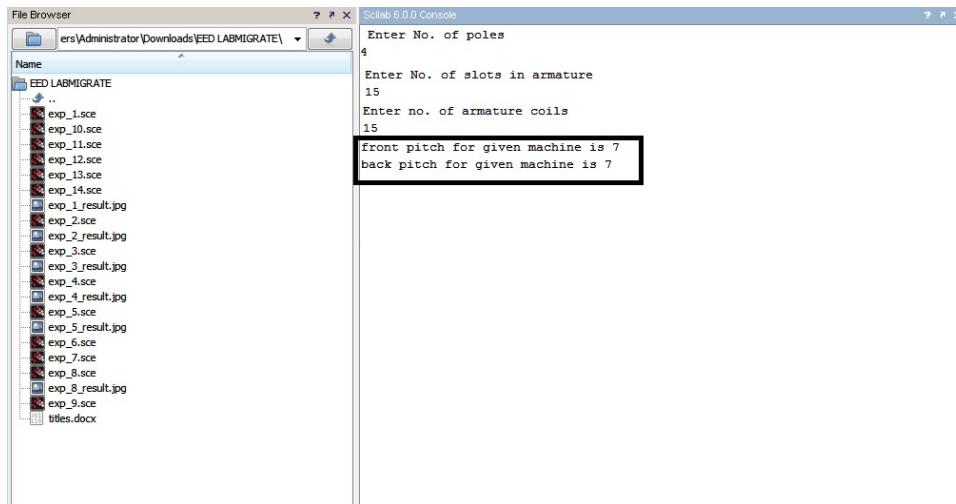 File Browser
ers\Administrator\Downloads\EED LABMIGRATE\
Name
EED LABMIGRATE
..
exp_1.sce
exp_10.sce
exp_11.sce
exp_12.sce
exp_13.sce
exp_14.sce
exp_1_result.jpg
exp_2.sce
exp_2_result.jpg
exp_3.sce
exp_3_result.jpg
exp_4.sce
exp_4_result.jpg
exp_5.sce
exp_5_result.jpg
exp_6.sce
exp_7.sce
exp_8.sce
exp_8_result.jpg
exp_9.sce
titles.docx
Scilab 6.0.0 Console
Enter No. of poles
4
Enter No. of slots in armature
15
Enter no. of armature coils
15
front pitch for given machine is 7
back pitch for given machine is 7